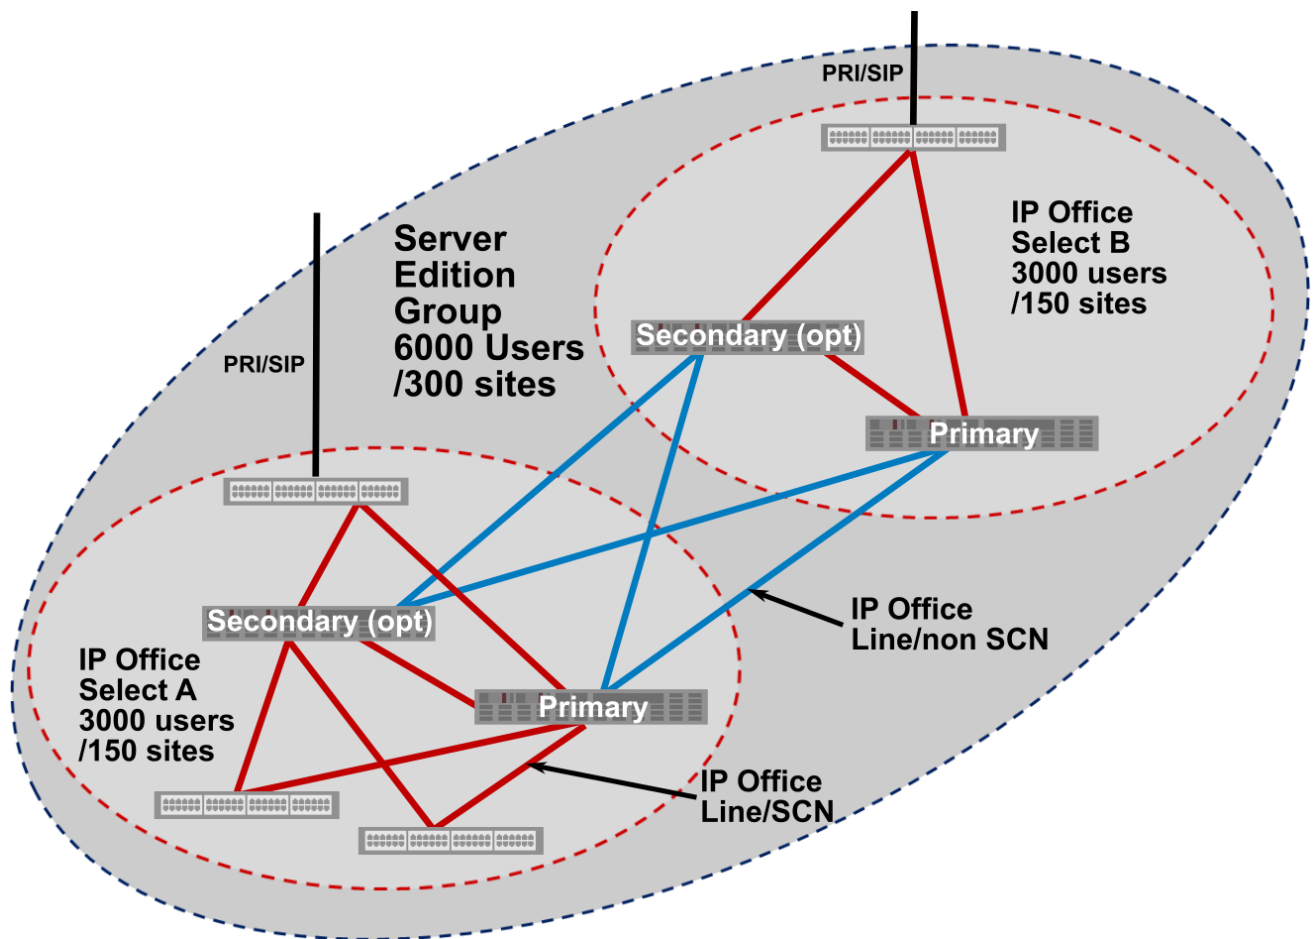 PRI/SIP
IP Office
Select B
3000 users
/150 sites
Server
Edition
Group
6000 Users
/300 sites
Secondary (opt)
PRI/SIP
Primary
IP Office
Line/non SCN
Secondary (opt)
IP Office
Select A
3000 users
/150 sites
Primary
IP Office
Line/SCN